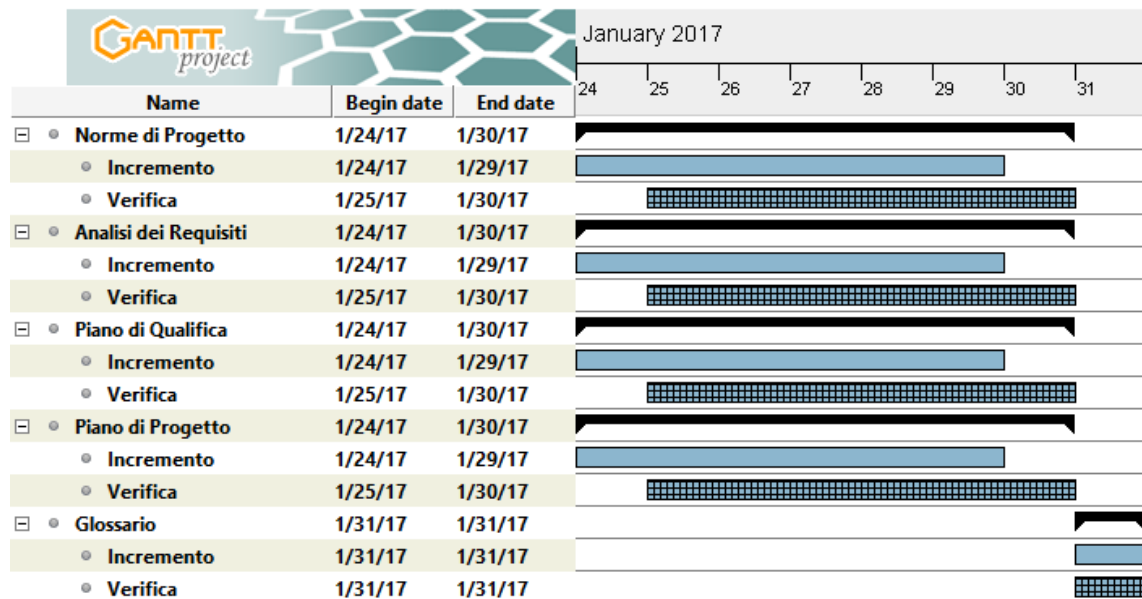 GANTT
project
January 2017
24 25 26 27 28 29 30 31
Name Begin date End date
Norme di Progetto 1/24/17 1/30/17
Incremento 1/24/17 1/29/17
Verifica 1/25/17 1/30/17
Analisi dei Requisiti 1/24/17 1/30/17
Incremento 1/24/17 1/29/17
Verifica 1/25/17 1/30/17
Piano di Qualifica 1/24/17 1/30/17
Incremento 1/24/17 1/29/17
Verifica 1/25/17 1/30/17
Piano di Progetto 1/24/17 1/30/17
Incremento 1/24/17 1/29/17
Verifica 1/25/17 1/30/17
Glossario 1/31/17 1/31/17
Incremento 1/31/17 1/31/17
Verifica 1/31/17 1/31/17